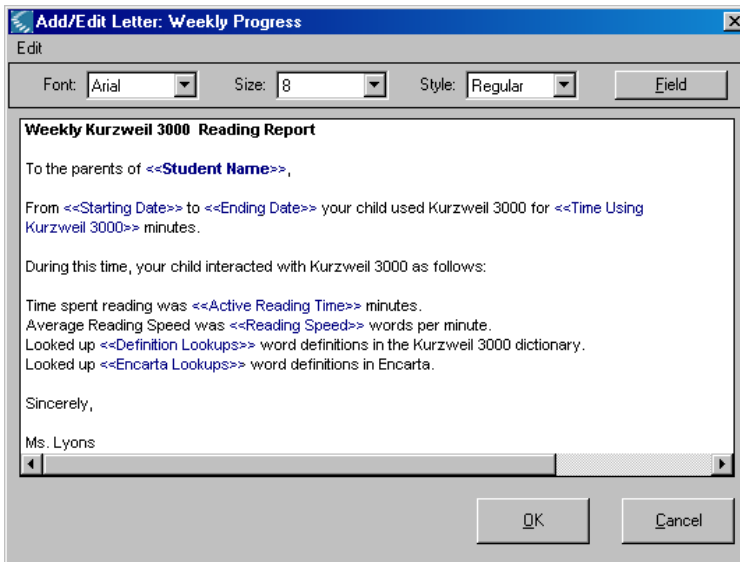 Add/Edit Letter: Weekly Progress
Edit
Font: Arial Size: 8 Style: Regular Field
Weekly Kurzweil 3000 Reading Report
To the parents of <<Student Name>>,
From <<Starting Date>> to <<Ending Date>> your child used Kurzweil 3000 for <<Time Using
Kurzweil 3000>> minutes.
During this time, your child interacted with Kurzweil 3000 as follows:
Time spent reading was <<Active Reading Time>> minutes.
Average Reading Speed was <<Reading Speed>> words per minute.
Looked up <<Definition Lookups>> word definitions in the Kurzweil 3000 dictionary.
Looked up <<Encarta Lookups>> word definitions in Encarta.
Sincerely,
Ms. Lyons
OK Cancel